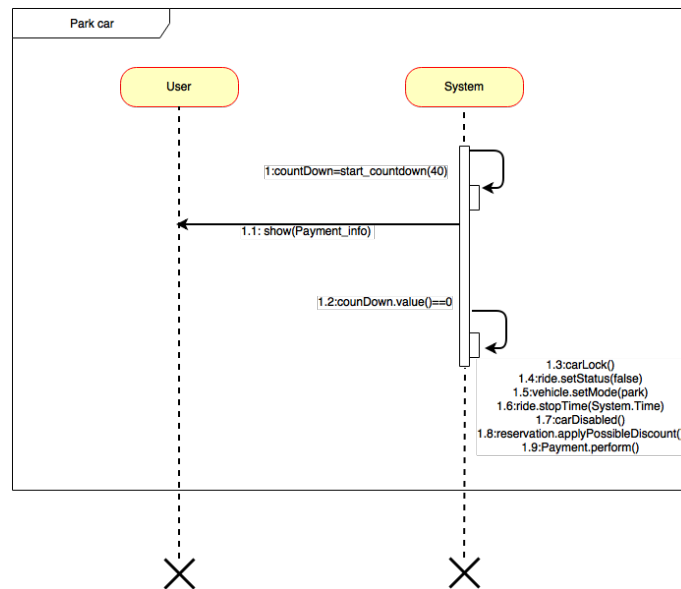 Park car
User
System
1:countDown=start_countdown(40)
1.1: show(Payment_info)
1.2:counDown.value()==0
1.3:carLock()
1.4:ride.setStatus(false)
1.5:vehicle.setMode(park)
1.6:ride.stopTime(System.Time)
1.7:carDisabled()
1.8:reservation.applyPossibleDiscount()
1.9:Payment.perform()